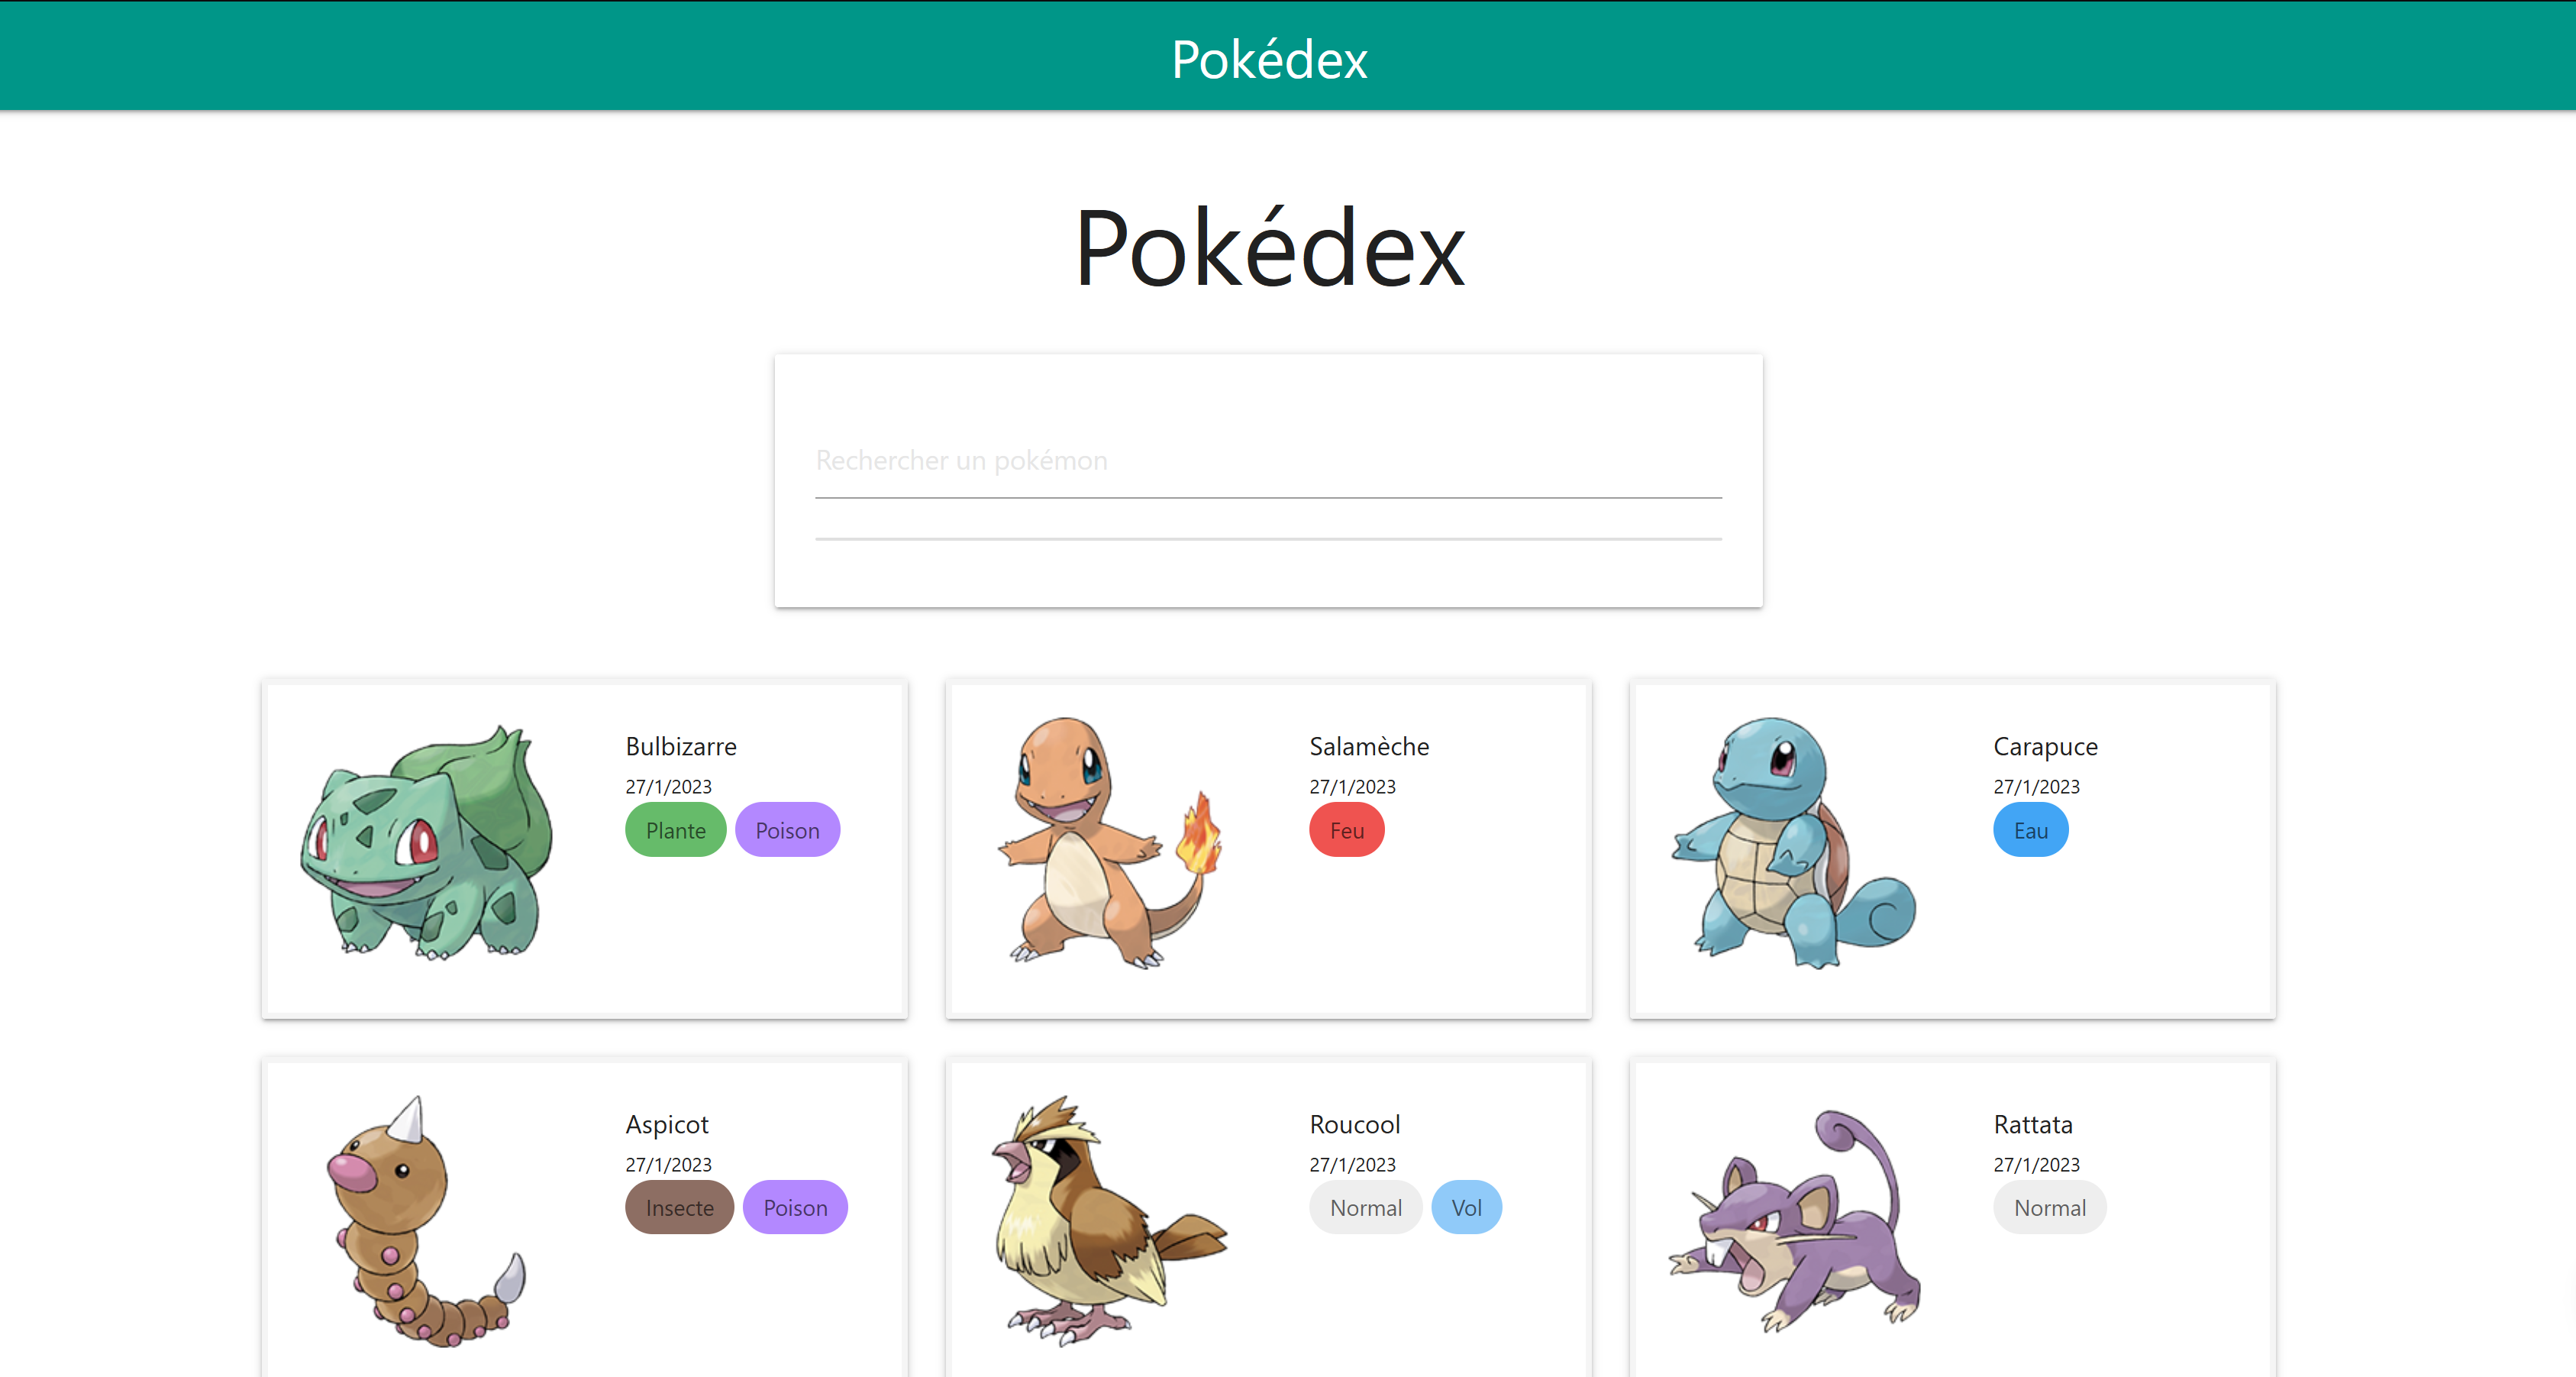 Pokédex
Pokédex
Rechercher un pokémon
Bulbizarre
27/1/2023
Plante Poison
Salamèche
27/1/2023
Feu
Carapuce
27/1/2023
Eau
Aspicot
27/1/2023
Insecte Poison
Roucool
27/1/2023
Normal Vol
Rattata
27/1/2023
Normal